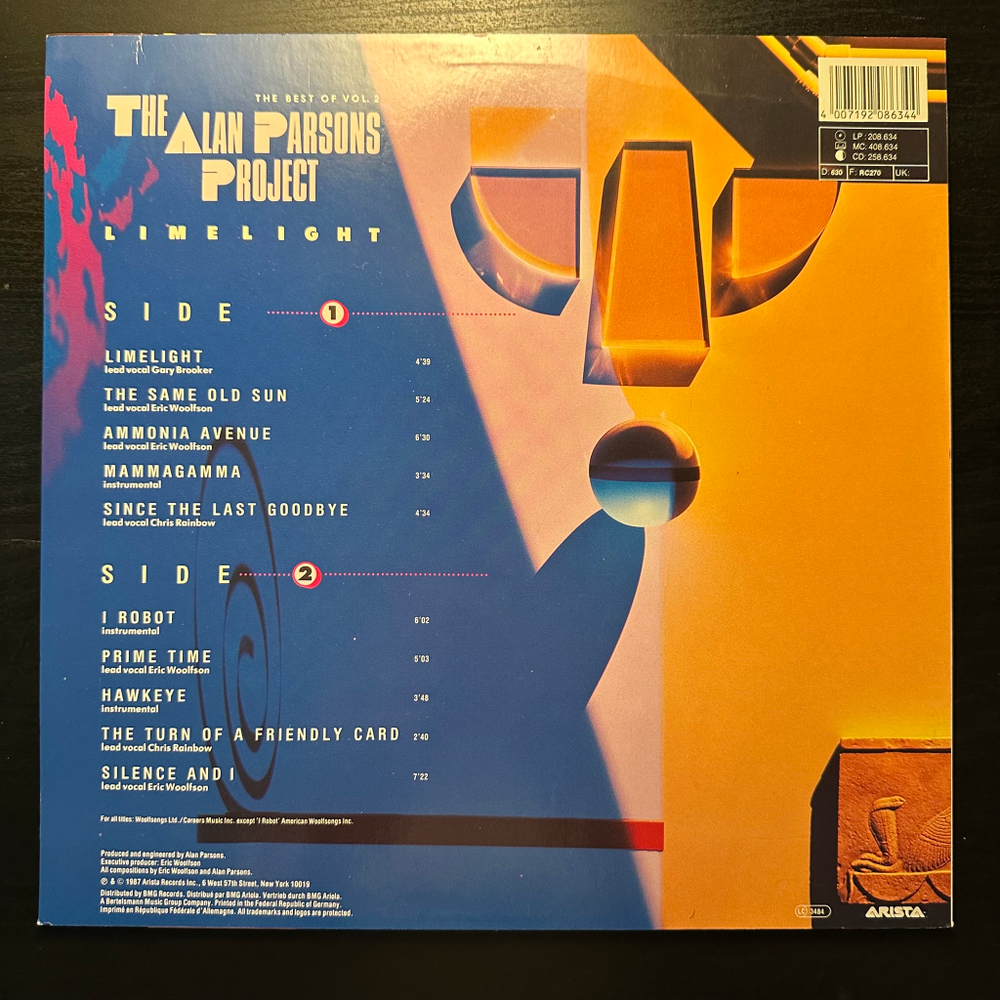 THE BEST OF VOL. 2
THE ALAN PARSONS
PROJECT
LIMELIGHT
4 007192 086344
LP : 208.634
MC: 408.634
CD: 258.634
D: 630 F: RC270 UK:
SIDE 1
LIMELIGHT 4'39
lead vocal Gary Brooker
THE SAME OLD SUN 5'24
lead vocal Eric Woolfson
AMMONIA AVENUE 6'30
lead vocal Eric Woolfson
MAMMAGAMMA 3'34
instrumental
SINCE THE LAST GOODBYE 4'34
lead vocal Chris Rainbow
SIDE 2
I ROBOT 6'02
instrumental
PRIME TIME 5'03
lead vocal Eric Woolfson
HAWKEYE 3'48
instrumental
THE TURN OF A FRIENDLY CARD 2'40
lead vocal Chris Rainbow
SILENCE AND I 7'22
lead vocal Eric Woolfson
For all titles: Woolfsongs Ltd./Careers Music Inc. except 'I Robot' American Woolfsongs Inc.
Produced and engineered by Alan Parsons.
Executive producer: Eric Woolfson
All compositions by Eric Woolfson and Alan Parsons.
℗ & © 1987 Arista Records Inc., 6 West 57th Street, New York 10019
Distributed by BMG Records. Distribué par BMG Ariola. Vertrieb durch BMG Ariola.
A Bertelsmann Music Group Company. Printed in the Federal Republic of Germany.
Imprimé en République Fédérale d'Allemagne. All trademarks and logos are protected.
LC 3484
ARISTA